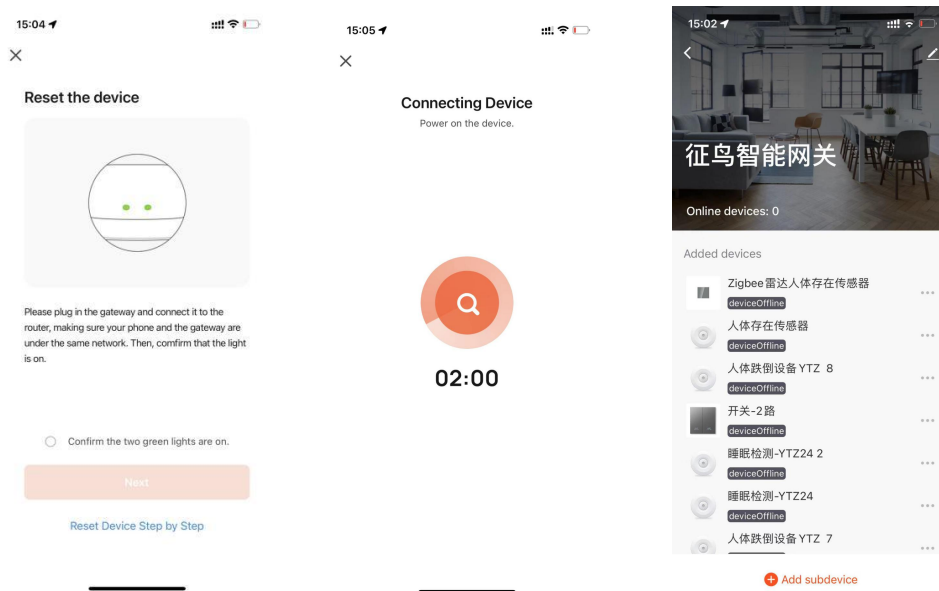 15:04
Reset the device
Please plug in the gateway and connect it to the
router, making sure your phone and the gateway are
under the same network. Then, comfirm that the light
is on.
Confirm the two green lights are on.
Next
Reset Device Step by Step
15:05
Connecting Device
Power on the device.
02:00
15:02
征鸟智能网关
Online devices: 0
Added devices
Zigbee雷达人体存在传感器
deviceOffline
人体存在传感器
deviceOffline
人体跌倒设备YTZ 8
deviceOffline
开关-2路
deviceOffline
睡眠检测-YTZ24 2
deviceOffline
睡眠检测-YTZ24
deviceOffline
人体跌倒设备YTZ 7
Add subdevice